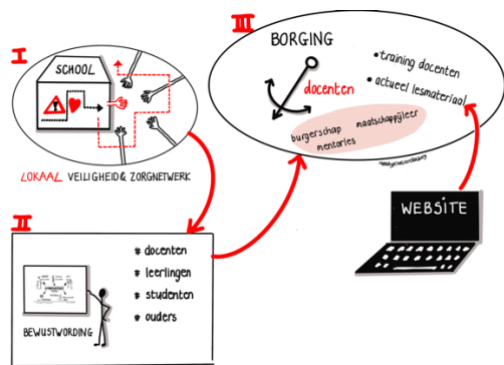 I
SCHOOL
LOKAAL VEILIGHEID & ZORGNETWERK
II
BEWUSTWORDING
* docenten
* leerlingen
* studenten
* ouders
III
BORGING
docenten
• training docenten
• actueel lesmateriaal
burgerschap maatschappijleer
mentorles
WEBSITE